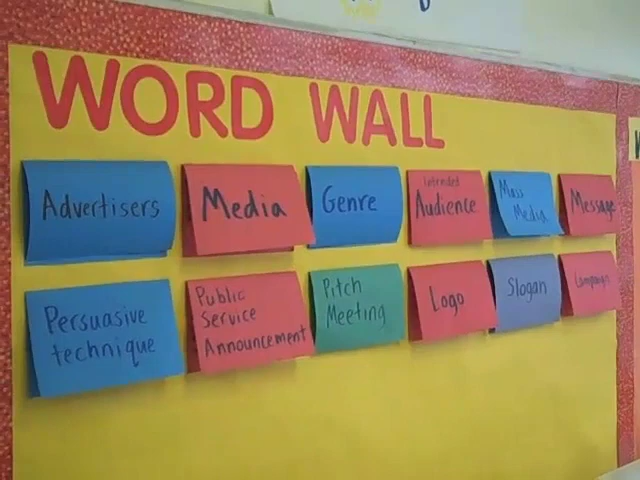 WORD WALL
Advertisers
Media
Genre
Intended
Audience
Mass
Media
Message
Persuasive
technique
Public
Service
Announcement
Pitch
Meeting
Logo
Slogan
Campaign